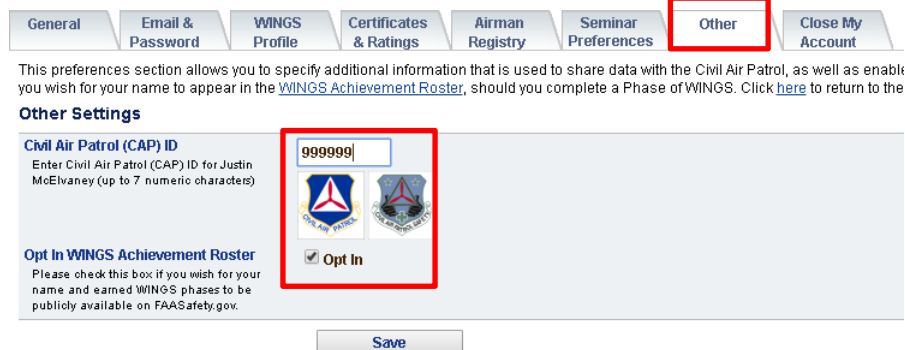 General
Email &
Password
WINGS
Profile
Certificates
& Ratings
Airman
Registry
Seminar
Preferences
Other
Close My
Account
This preferences section allows you to specify additional information that is used to share data with the Civil Air Patrol, as well as enable
you wish for your name to appear in the WINGS Achievement Roster, should you complete a Phase of WINGS. Click here to return to the
Other Settings
Civil Air Patrol (CAP) ID
Enter Civil Air Patrol (CAP) ID for Justin
McElvaney (up to 7 numeric characters)
999999
CIVIL AIR PATROL
CIVIL AIR PATROL SAFETY
Opt In WINGS Achievement Roster
Please check this box if you wish for your
name and earned WINGS phases to be
publicly available on FAASafety.gov.
Opt In
Save